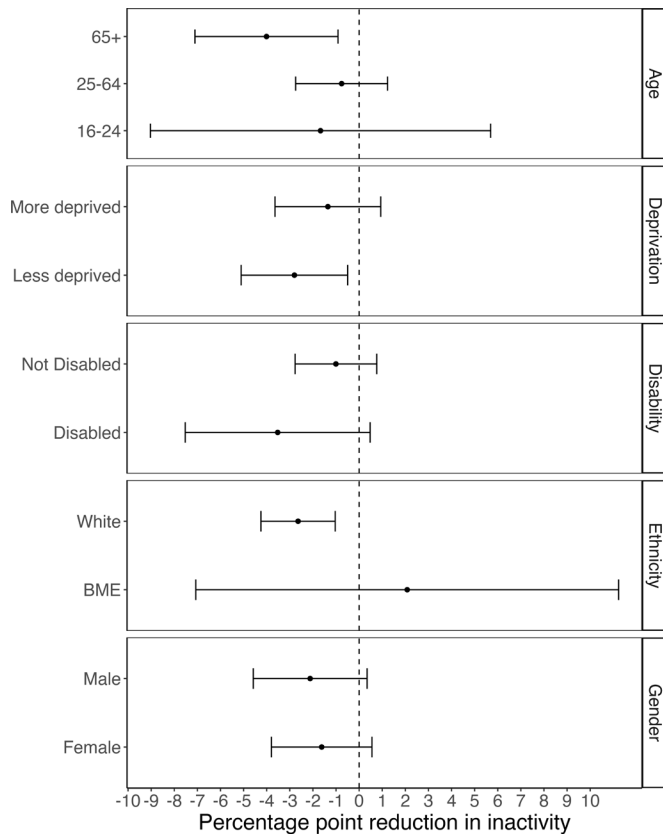 65+
25-64
16-24
Age
More deprived
Less deprived
Deprivation
Not Disabled
Disabled
Disability
White
BME
Ethnicity
Male
Female
Gender
-10 -9 -8 -7 -6 -5 -4 -3 -2 -1 0 1 2 3 4 5 6 7 8 9 10
Percentage point reduction in inactivity